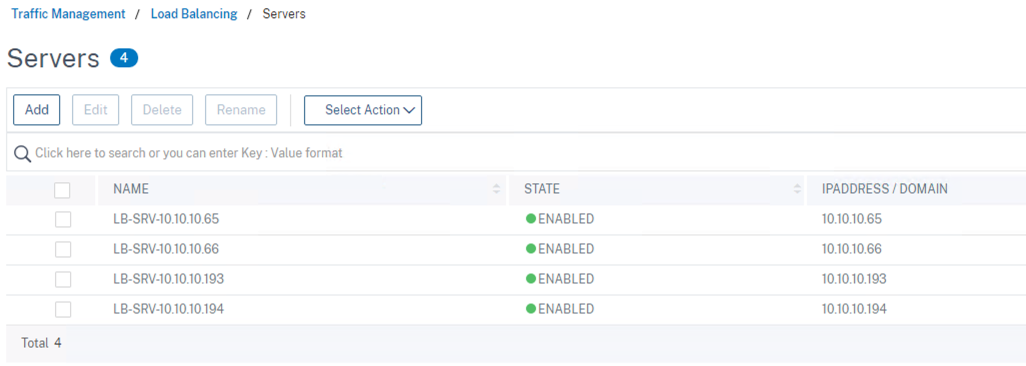 Traffic Management / Load Balancing / Servers
Servers 4
Add Edit Delete Rename Select Action
Click here to search or you can enter Key : Value format
NAME STATE IPADDRESS / DOMAIN
LB-SRV-10.10.10.65 ENABLED 10.10.10.65
LB-SRV-10.10.10.66 ENABLED 10.10.10.66
LB-SRV-10.10.10.193 ENABLED 10.10.10.193
LB-SRV-10.10.10.194 ENABLED 10.10.10.194
Total 4